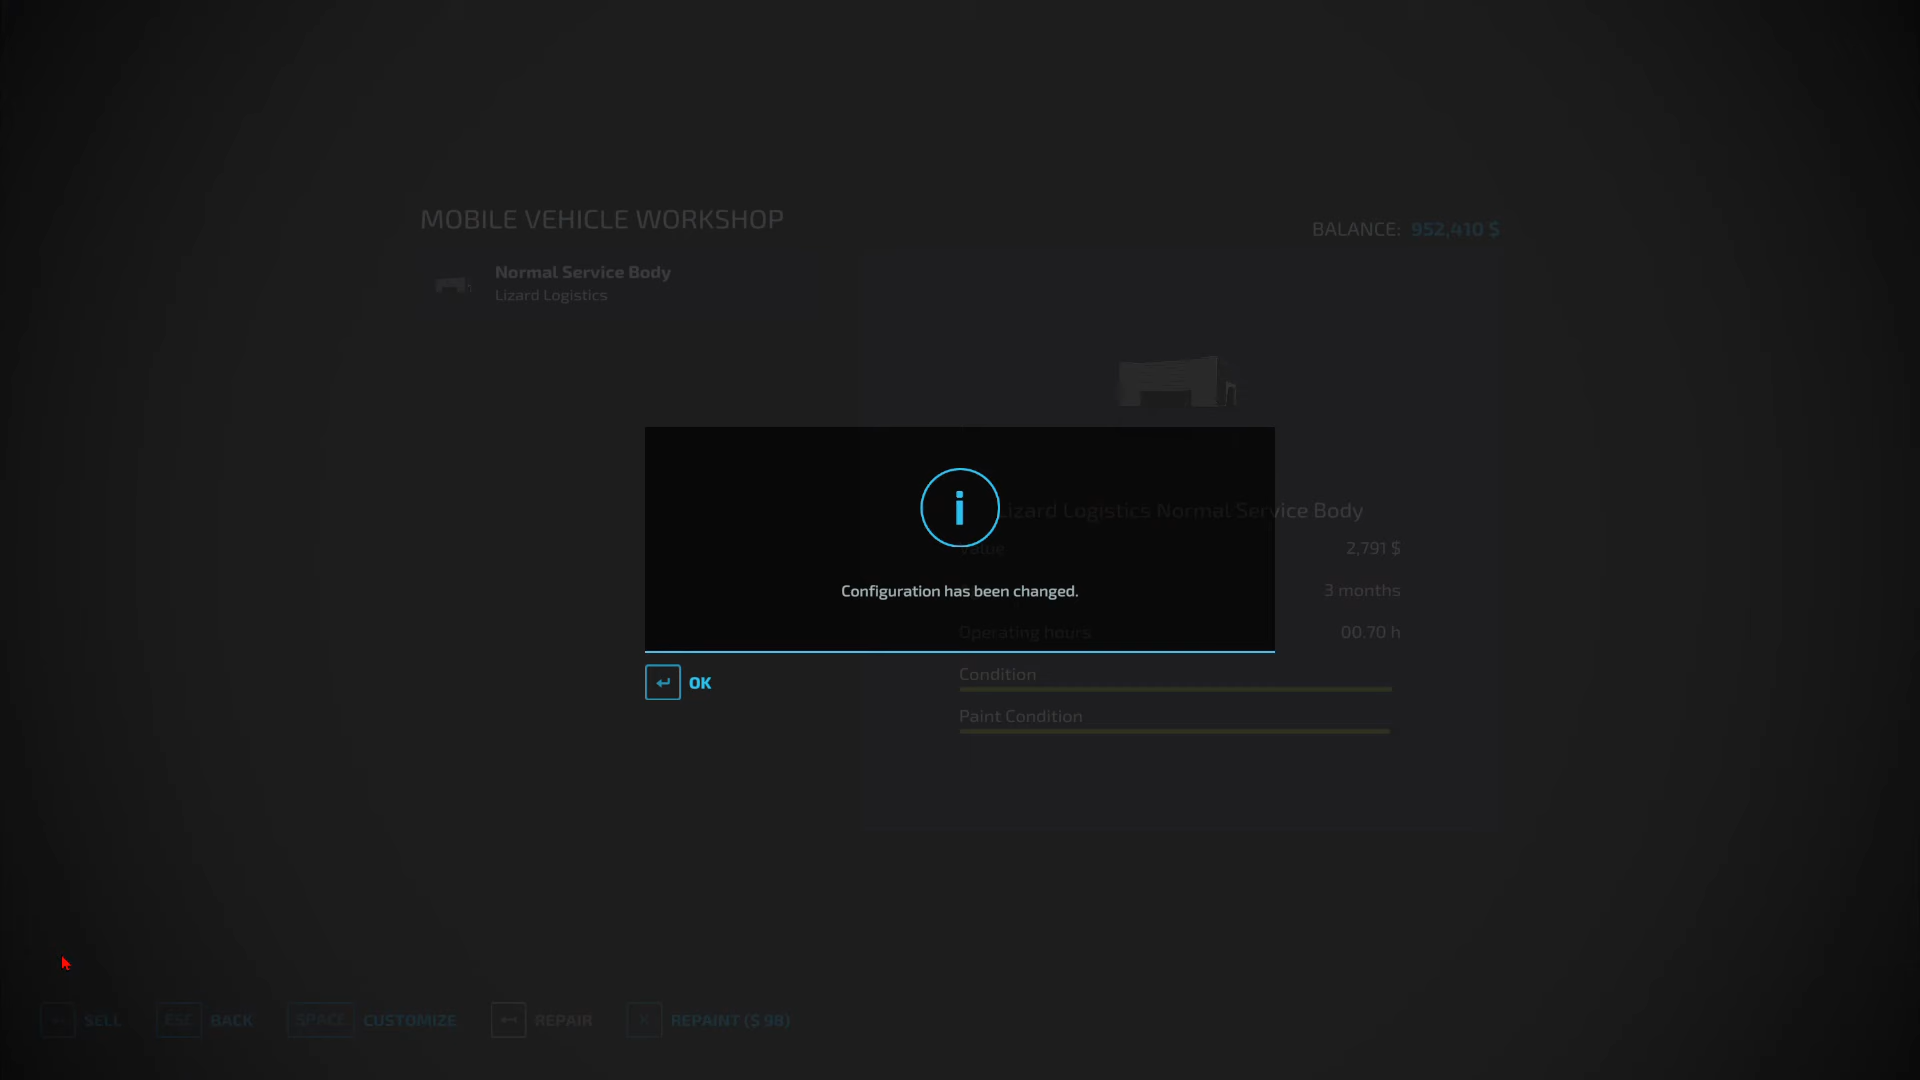 MOBILE VEHICLE WORKSHOP
BALANCE: 952,410 $
Normal Service Body
Lizard Logistics
Lizard Logistics Normal Service Body
Value 2,791 $
3 months
Configuration has been changed.
Operating hours 00.70 h
Condition
OK
Paint Condition
SELL ESC BACK SPACE CUSTOMIZE REPAIR X REPAINT ($ 98)